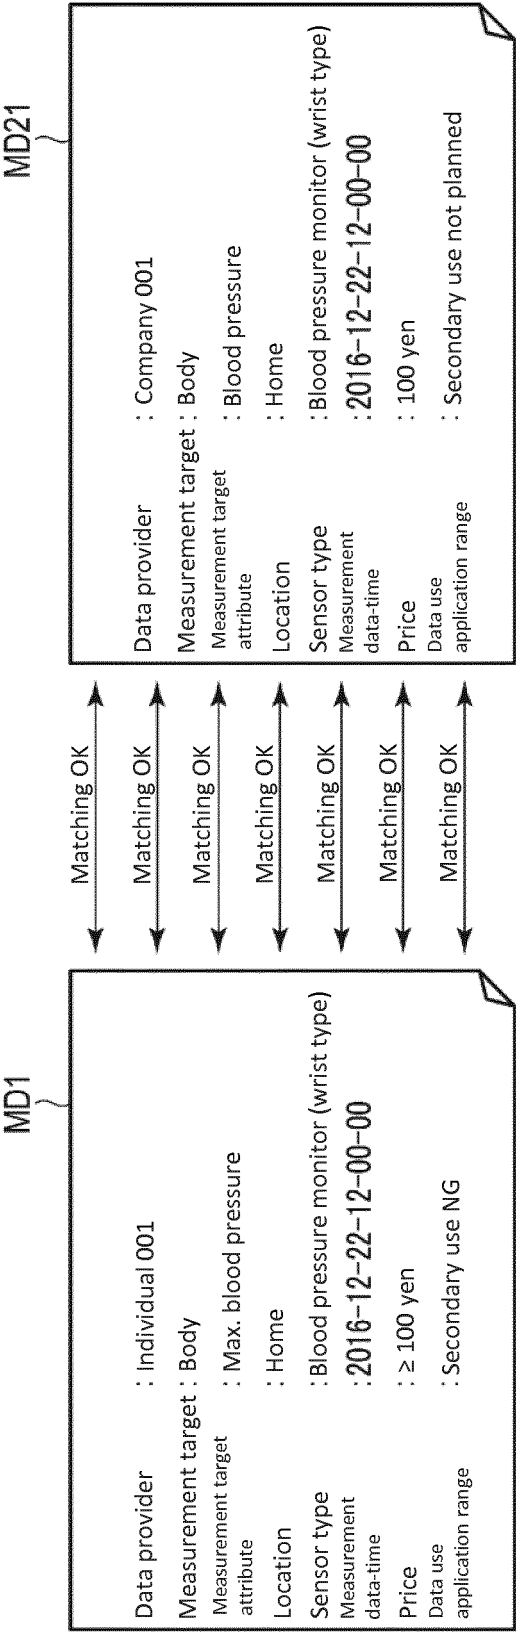 MD1
Data provider : Individual 001
Measurement target : Body
Measurement target
attribute : Max. blood pressure
Location : Home
Sensor type : Blood pressure monitor (wrist type)
Measurement
data-time : 2016-12-22-12-00-00
Price : ≥ 100 yen
Data use
application range : Secondary use NG
Matching OK
Matching OK
Matching OK
Matching OK
Matching OK
Matching OK
Matching OK
MD21
Data provider : Company 001
Measurement target : Body
Measurement target
attribute : Blood pressure
Location : Home
Sensor type : Blood pressure monitor (wrist type)
Measurement
data-time : 2016-12-22-12-00-00
Price : 100 yen
Data use
application range : Secondary use not planned